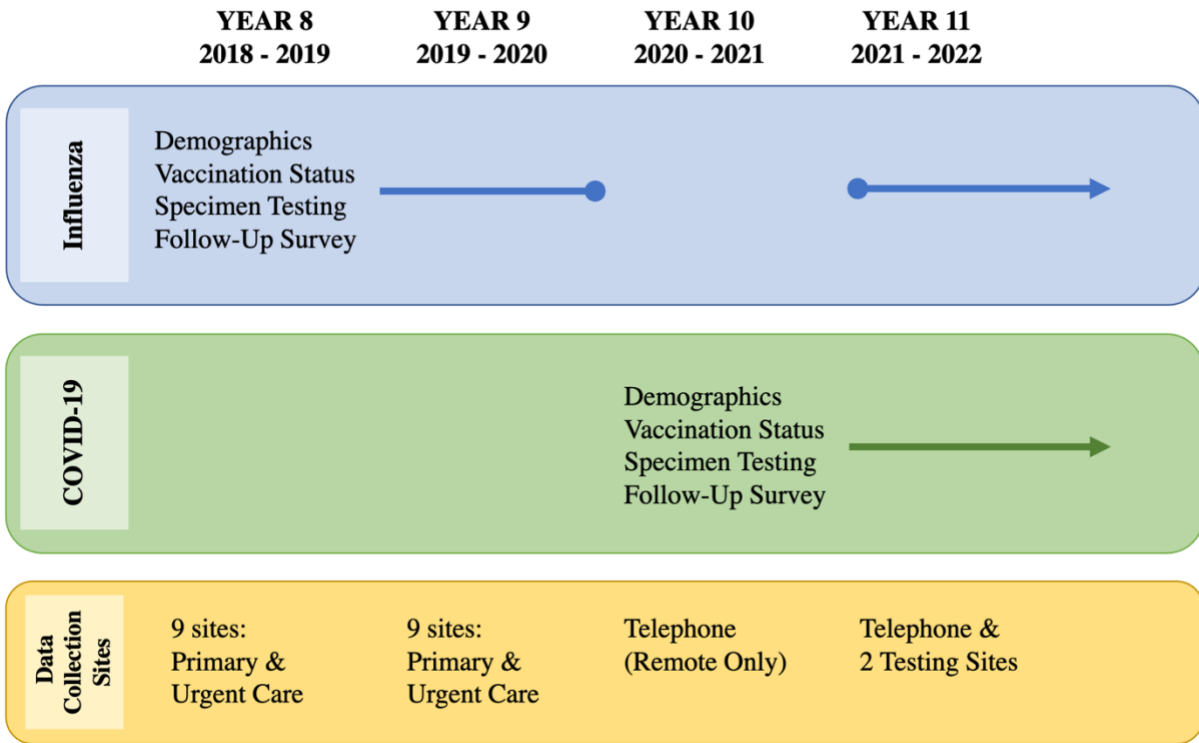 YEAR 8
2018 - 2019
YEAR 9
2019 - 2020
YEAR 10
2020 - 2021
YEAR 11
2021 - 2022
Influenza
Demographics
Vaccination Status
Specimen Testing
Follow-Up Survey
COVID-19
Demographics
Vaccination Status
Specimen Testing
Follow-Up Survey
Data
Collection
Sites
9 sites:
Primary &
Urgent Care
9 sites:
Primary &
Urgent Care
Telephone
(Remote Only)
Telephone &
2 Testing Sites